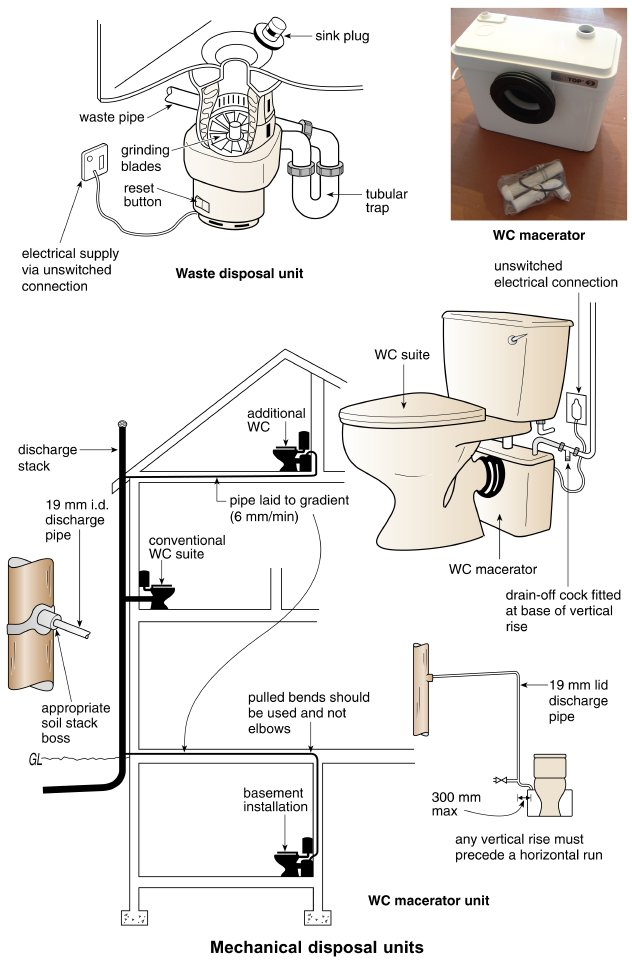 sink plug
waste pipe
grinding
blades
reset
button
tubular
trap
electrical supply
via unswitched
connection
Waste disposal unit
TOP
WC macerator
unswitched
electrical connection
WC suite
WC macerator
drain-off cock fitted
at base of vertical
rise
additional
WC
discharge
stack
pipe laid to gradient
(6 mm/min)
19 mm i.d.
discharge
pipe
conventional
WC suite
appropriate
soil stack
boss
pulled bends should
be used and not
elbows
GL
basement
installation
19 mm lid
discharge
pipe
300 mm
max
any vertical rise must
precede a horizontal run
WC macerator unit
Mechanical disposal units